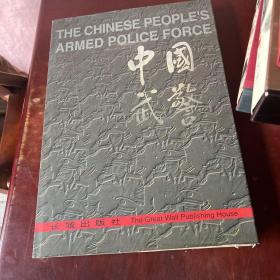 THE CHINESE PEOPLE'S
ARMED POLICE FORCE
中國
武警
长城出版社 The Great Wall Publishing House